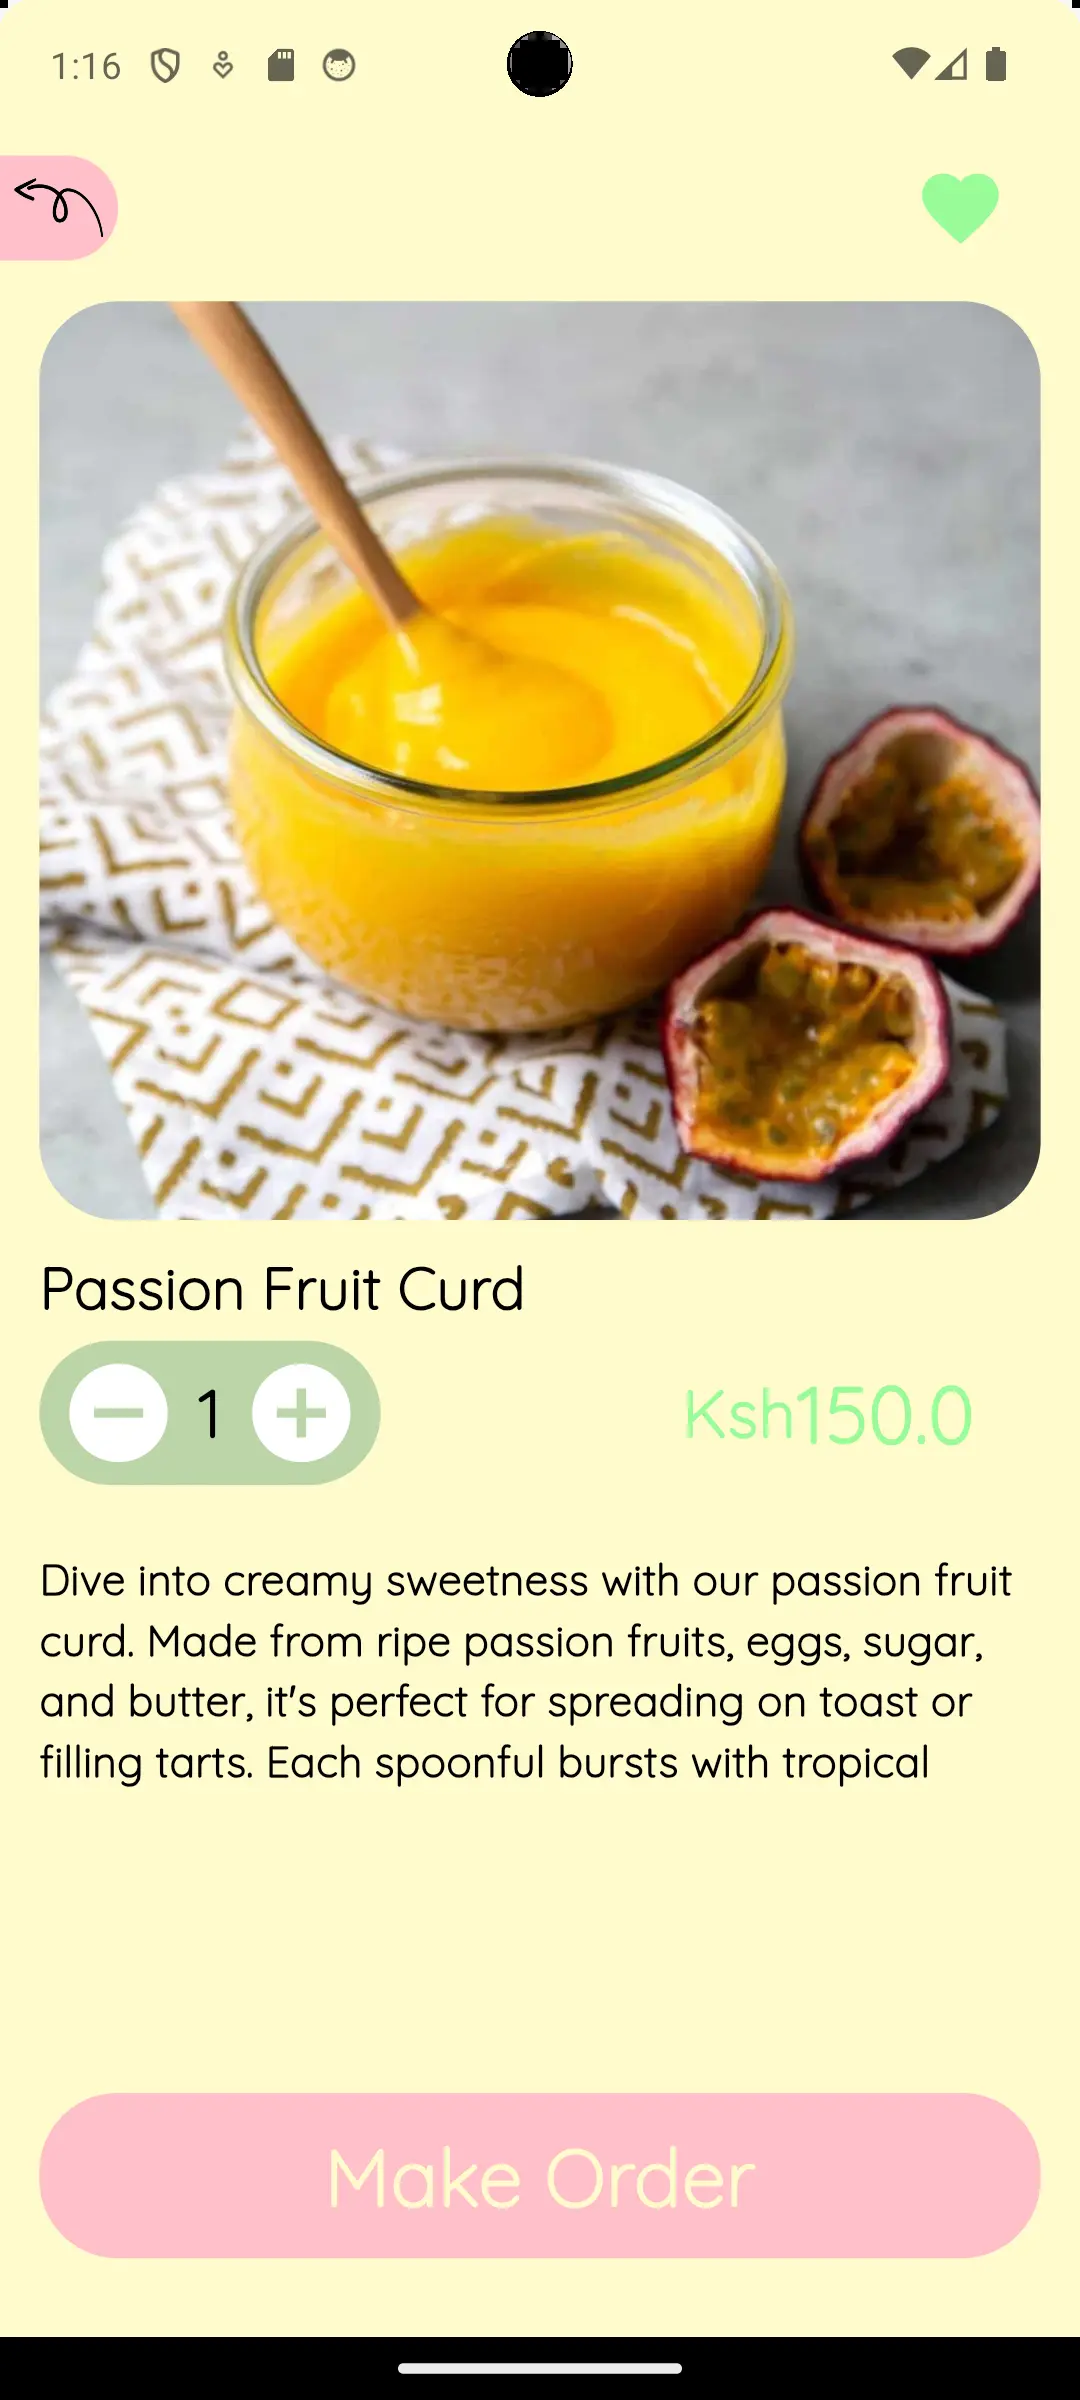 1:16
Passion Fruit Curd
1
Ksh150.0
Dive into creamy sweetness with our passion fruit
curd. Made from ripe passion fruits, eggs, sugar,
and butter, it's perfect for spreading on toast or
filling tarts. Each spoonful bursts with tropical
Make Order